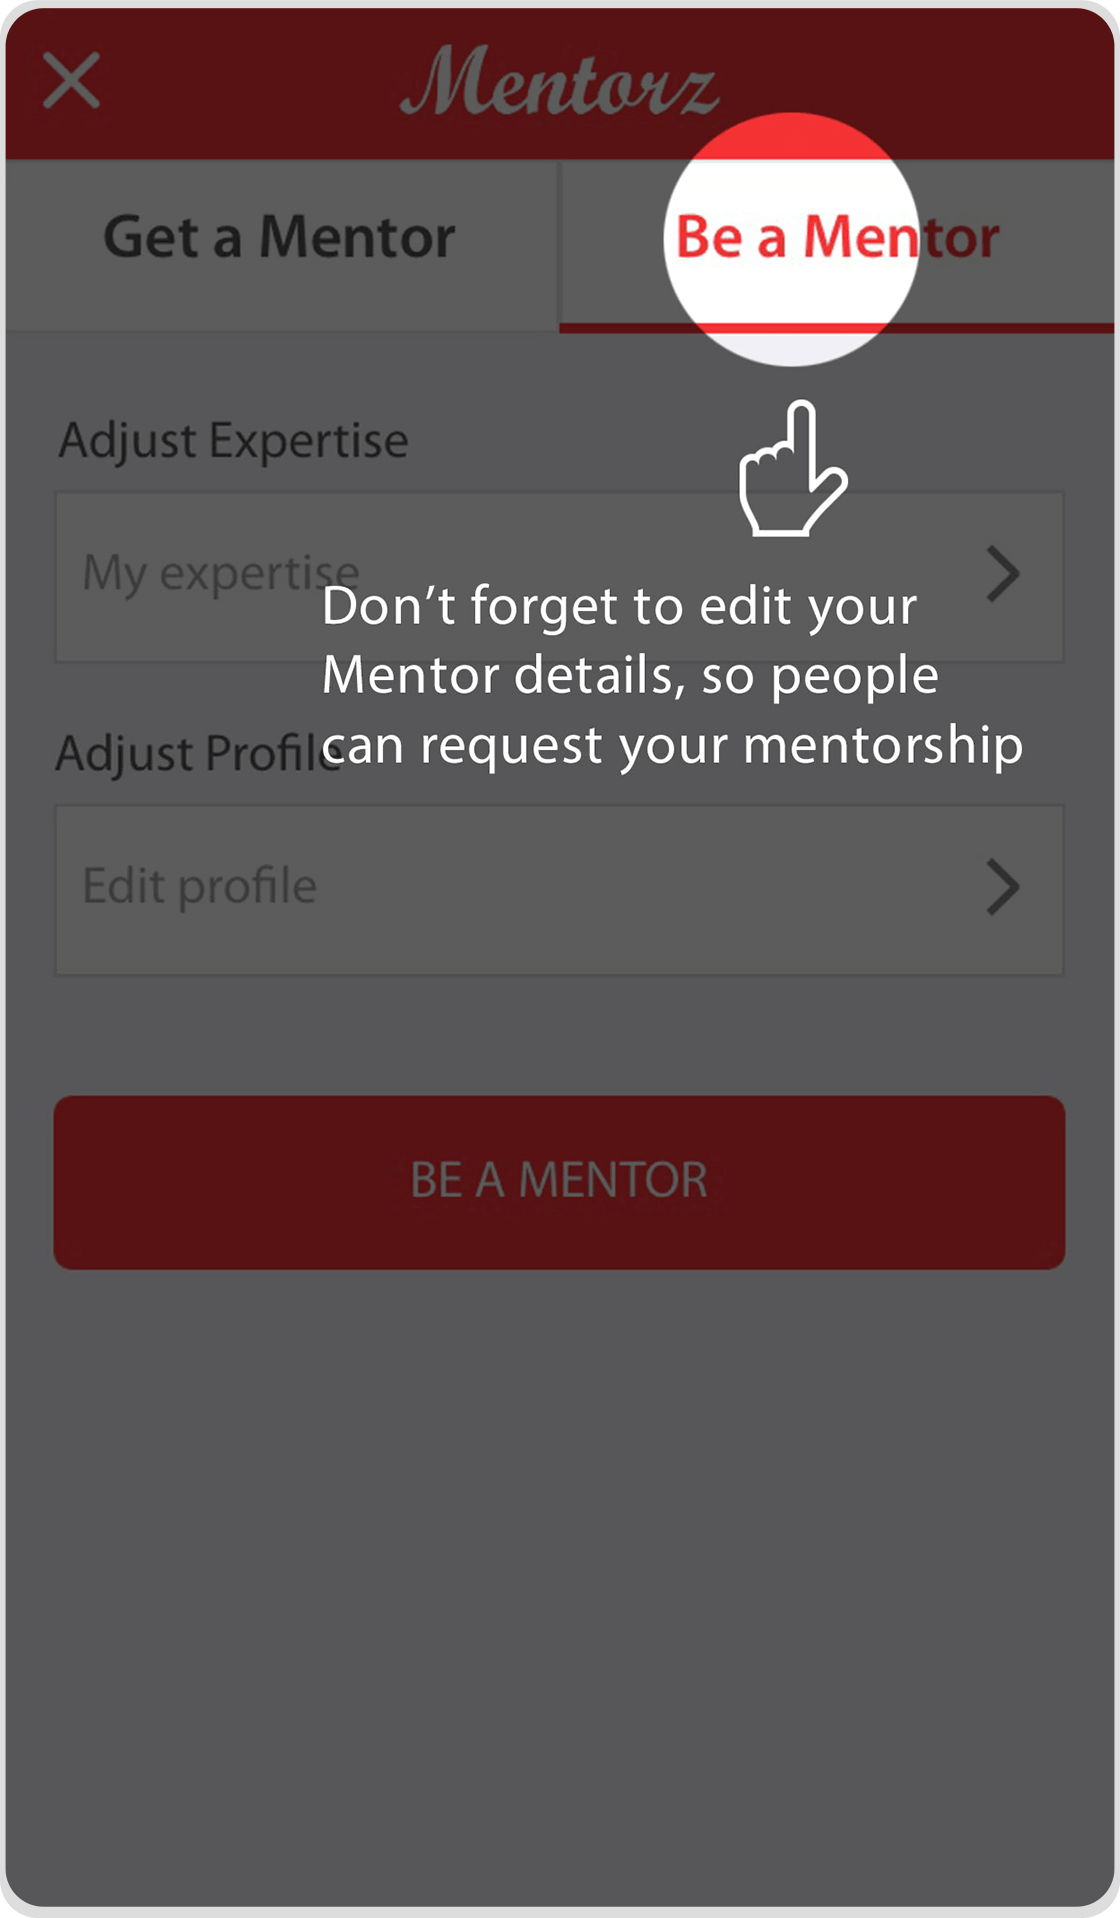 Mentorz
Get a Mentor
Be a Mentor
Adjust Expertise
My expertise
Don’t forget to edit your
Mentor details, so people
can request your mentorship
Adjust Profile
Edit profile
BE A MENTOR